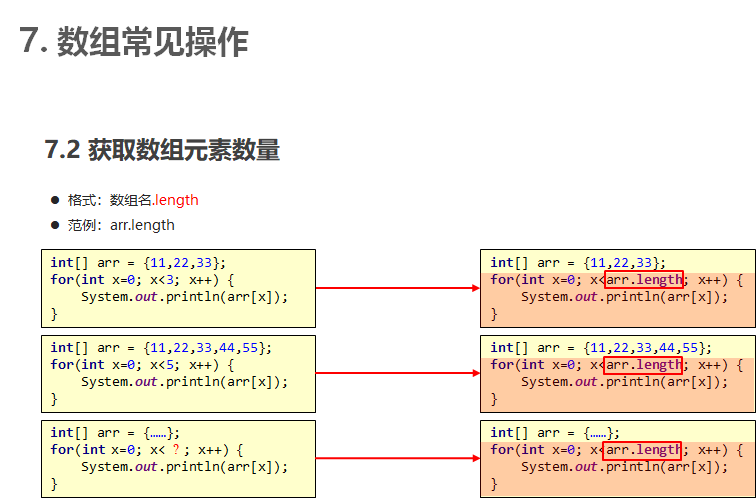 7. 数组常见操作
7.2 获取数组元素数量
● 格式：数组名.length
● 范例：arr.length
int[] arr = {11,22,33};
for(int x=0; x<3; x++) {
    System.out.println(arr[x]);
}
int[] arr = {11,22,33};
for(int x=0; x<arr.length; x++) {
    System.out.println(arr[x]);
}
int[] arr = {11,22,33,44,55};
for(int x=0; x<5; x++) {
    System.out.println(arr[x]);
}
int[] arr = {11,22,33,44,55};
for(int x=0; x<arr.length; x++) {
    System.out.println(arr[x]);
}
int[] arr = {……};
for(int x=0; x< ？; x++) {
    System.out.println(arr[x]);
}
int[] arr = {……};
for(int x=0; x<arr.length; x++) {
    System.out.println(arr[x]);
}